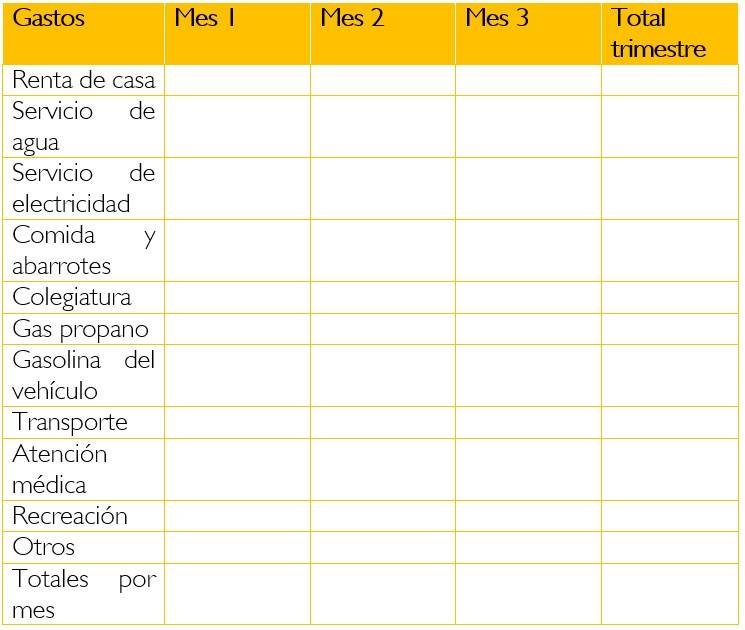 Gastos Mes 1 Mes 2 Mes 3 Total
trimestre
Renta de casa
Servicio de
agua
Servicio de
electricidad
Comida y
abarrotes
Colegiatura
Gas propano
Gasolina del
vehículo
Transporte
Atención
médica
Recreación
Otros
Totales por
mes